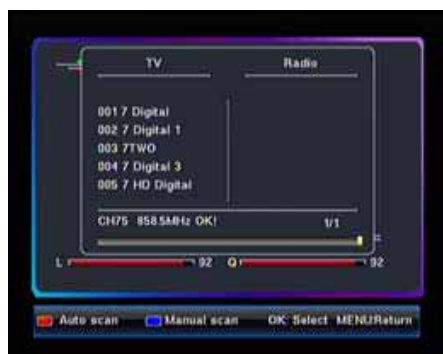 TV Radio
001 7 Digital
002 7 Digital 1
003 7TWO
004 7 Digital 3
005 7 HD Digital
CH75 858.5MHz OK! 1/1
L 92 Q 92
Auto scan Manual scan OK: Select MENU:Return